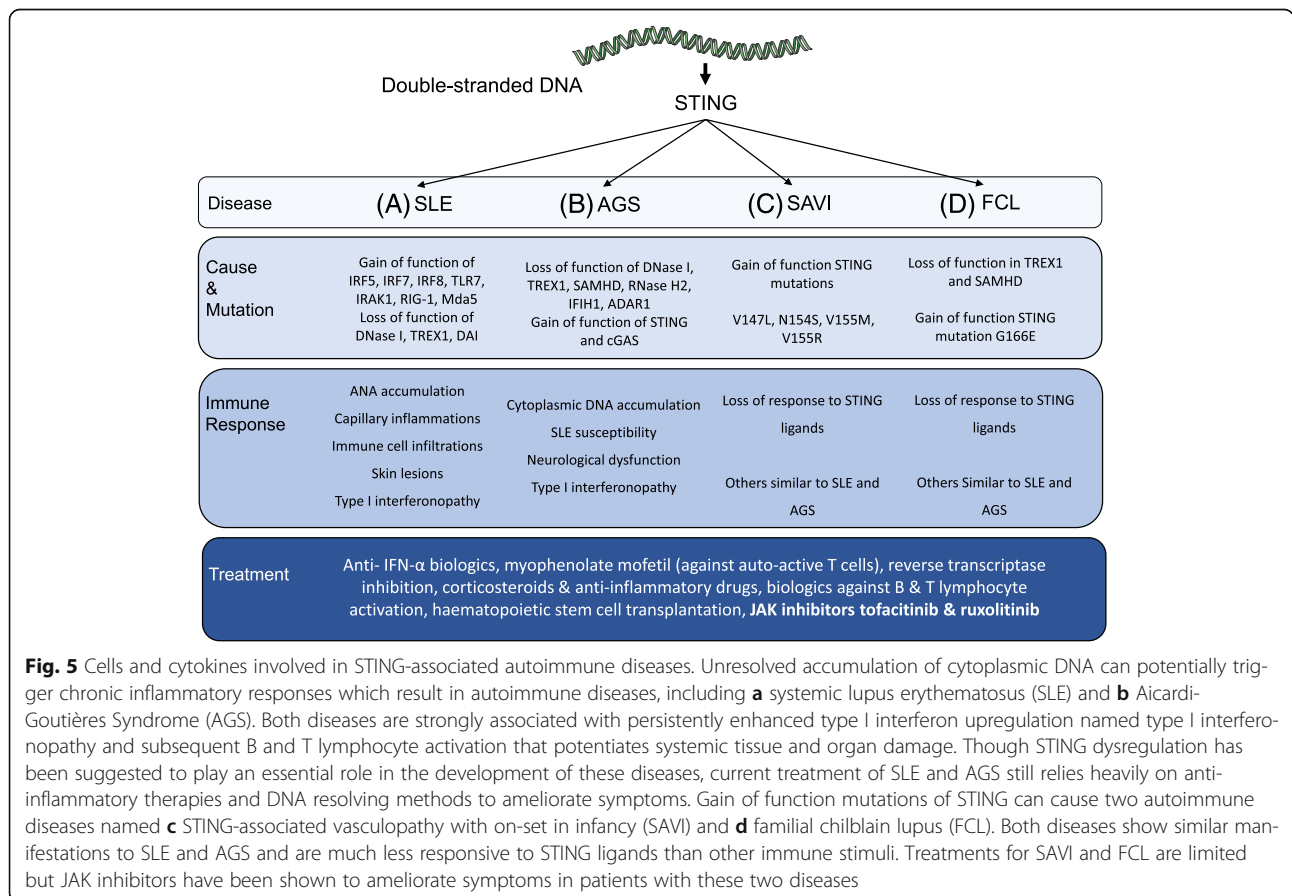 Double-stranded DNA
STING
Disease
(A) SLE
(B) AGS
(C) SAVI
(D) FCL
Cause
&
Mutation
Gain of function of
IRF5, IRF7, IRF8, TLR7,
IRAK1, RIG-1, Mda5
Loss of function of
DNase I, TREX1, DAI
Loss of function of DNase I,
TREX1, SAMHD, RNase H2,
IFIH1, ADAR1
Gain of function of STING
and cGAS
Gain of function STING
mutations
V147L, N154S, V155M,
V155R
Loss of function in TREX1
and SAMHD
Gain of function STING
mutation G166E
Immune
Response
ANA accumulation
Capillary inflammations
Immune cell infiltrations
Skin lesions
Type I interferonopathy
Cytoplasmic DNA accumulation
SLE susceptibility
Neurological dysfunction
Type I interferonopathy
Loss of response to STING
ligands
Others similar to SLE and
AGS
Loss of response to STING
ligands
Others Similar to SLE and
AGS
Treatment
Anti- IFN-α biologics, myophenolate mofetil (against auto-active T cells), reverse transcriptase
inhibition, corticosteroids & anti-inflammatory drugs, biologics against B & T lymphocyte
activation, haematopoietic stem cell transplantation, JAK inhibitors tofacitinib & ruxolitinib
Fig. 5 Cells and cytokines involved in STING-associated autoimmune diseases. Unresolved accumulation of cytoplasmic DNA can potentially trig-
ger chronic inflammatory responses which result in autoimmune diseases, including a systemic lupus erythematosus (SLE) and b Aicardi-
Goutières Syndrome (AGS). Both diseases are strongly associated with persistently enhanced type I interferon upregulation named type I interfero-
nopathy and subsequent B and T lymphocyte activation that potentiates systemic tissue and organ damage. Though STING dysregulation has
been suggested to play an essential role in the development of these diseases, current treatment of SLE and AGS still relies heavily on anti-
inflammatory therapies and DNA resolving methods to ameliorate symptoms. Gain of function mutations of STING can cause two autoimmune
diseases named c STING-associated vasculopathy with on-set in infancy (SAVI) and d familial chilblain lupus (FCL). Both diseases show similar man-
ifestations to SLE and AGS and are much less responsive to STING ligands than other immune stimuli. Treatments for SAVI and FCL are limited
but JAK inhibitors have been shown to ameliorate symptoms in patients with these two diseases